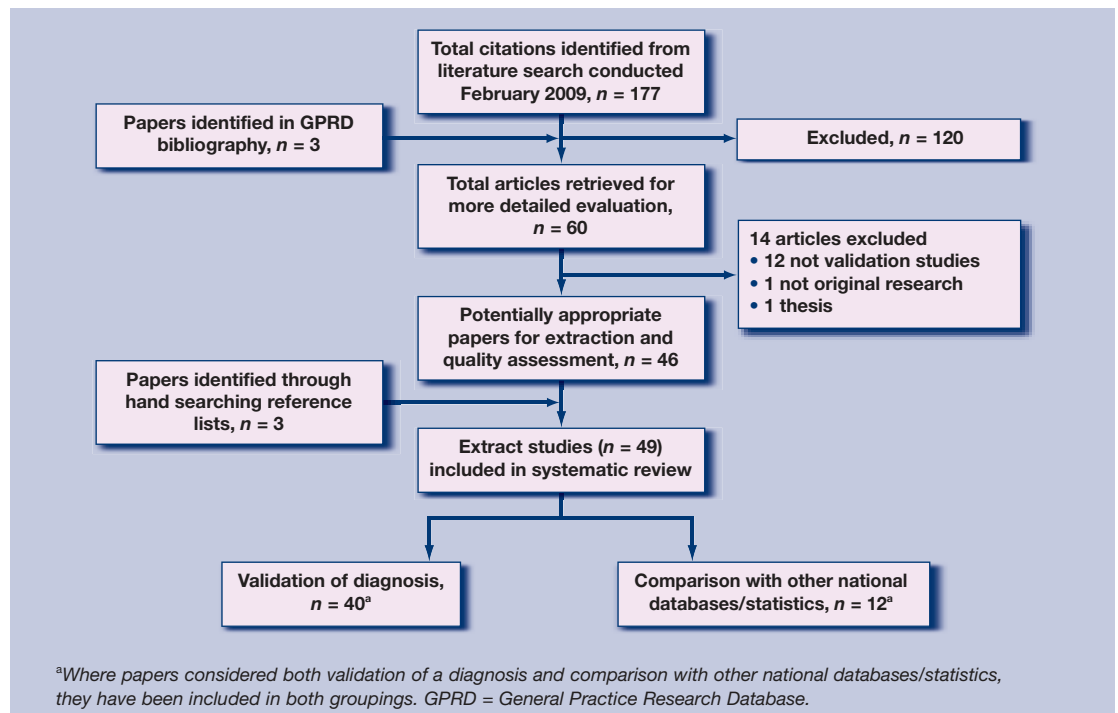 Total citations identified from
literature search conducted
February 2009, n = 177
Papers identified in GPRD
bibliography, n = 3
Excluded, n = 120
Total articles retrieved for
more detailed evaluation,
n = 60
14 articles excluded
• 12 not validation studies
• 1 not original research
• 1 thesis
Potentially appropriate
papers for extraction and
quality assessment, n = 46
Papers identified through
hand searching reference
lists, n = 3
Extract studies (n = 49)
included in systematic review
Validation of diagnosis,
n = 40a
Comparison with other national
databases/statistics, n = 12a
aWhere papers considered both validation of a diagnosis and comparison with other national databases/statistics,
they have been included in both groupings. GPRD = General Practice Research Database.